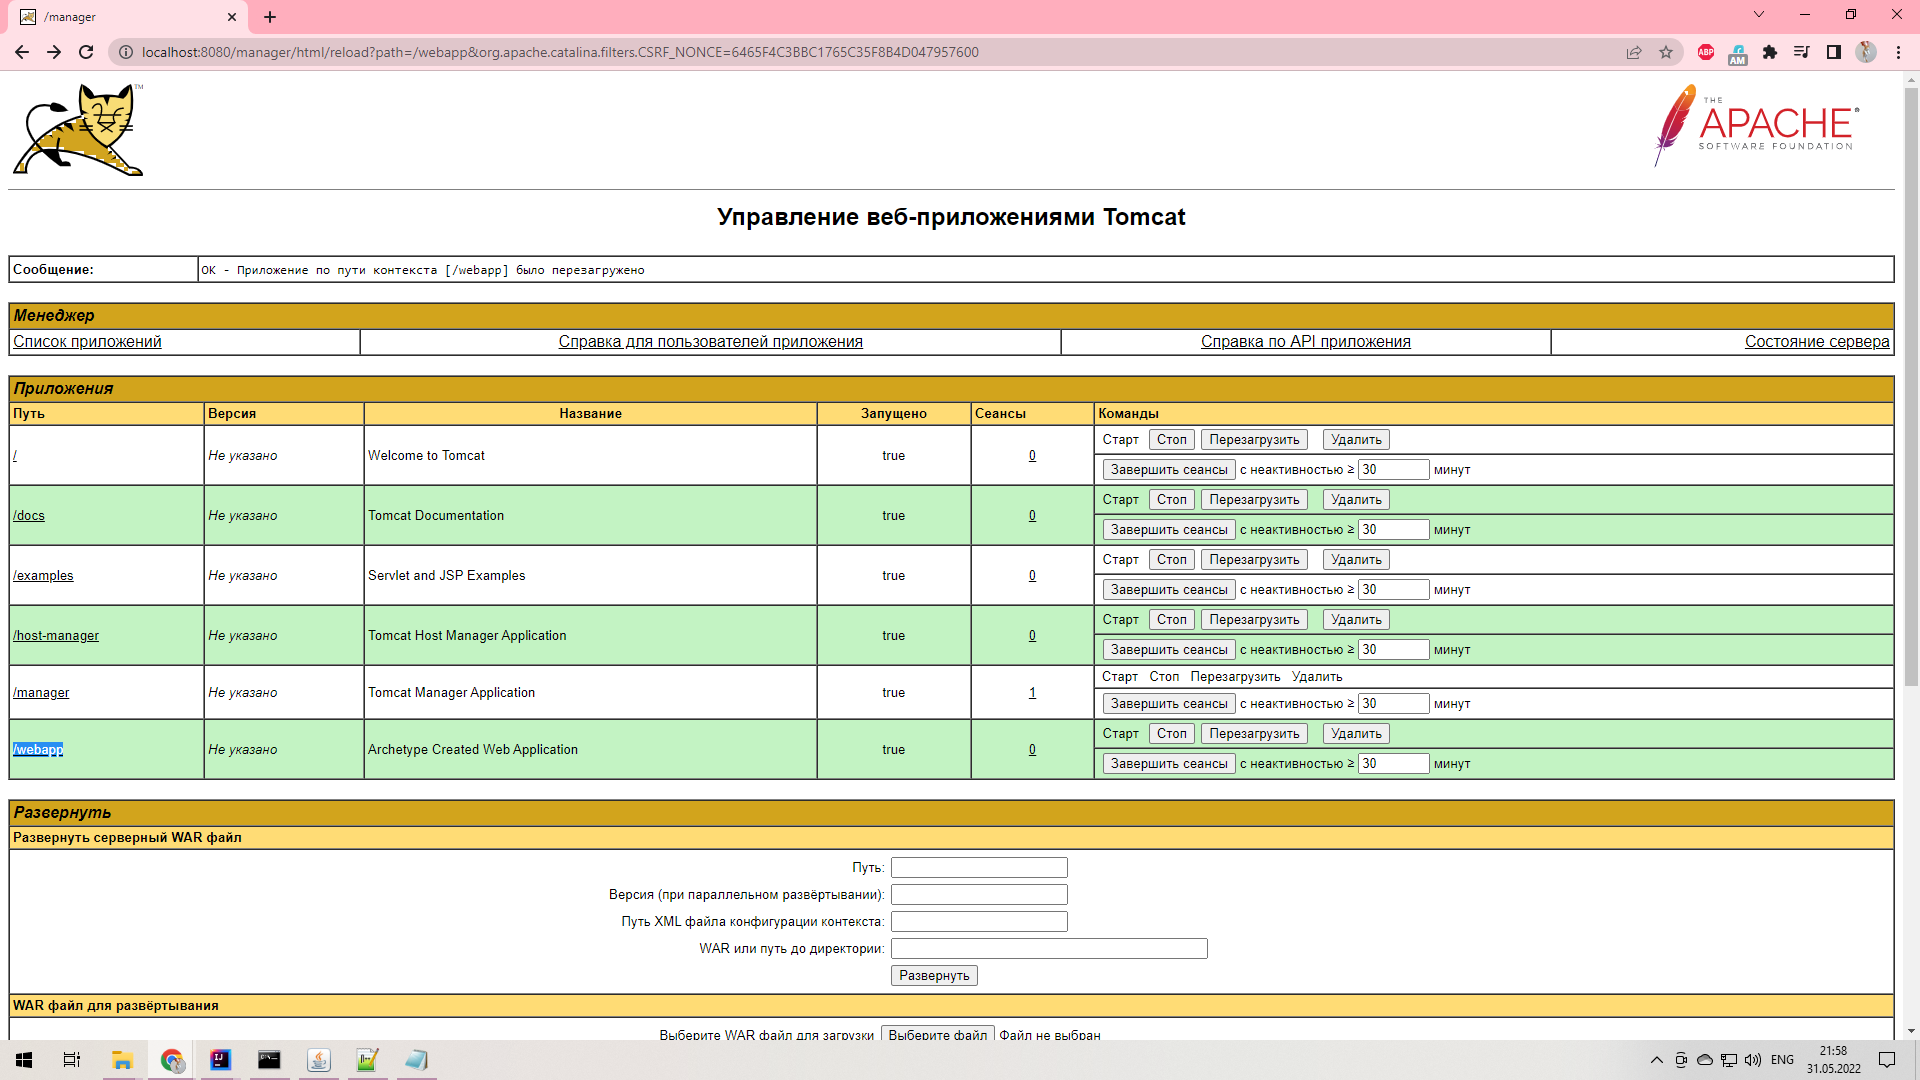 /manager
localhost:8080/manager/html/reload?path=/webapp&org.apache.catalina.filters.CSRF_NONCE=6465F4C3BBC1765C35F8B4D047957600
ABP
AM
TM
THE
APACHE®
SOFTWARE FOUNDATION
Управление веб-приложениями Tomcat
Сообщение: OK - Приложение по пути контекста [/webapp] было перезагружено
Менеджер
Список приложений Справка для пользователей приложения Справка по API приложения Состояние сервера
Приложения
Путь Версия Название Запущено Сеансы Команды
/ Не указано Welcome to Tomcat true 0 Старт Стоп Перезагрузить Удалить
Завершить сеансы с неактивностью ≥ 30 минут
/docs Не указано Tomcat Documentation true 0 Старт Стоп Перезагрузить Удалить
Завершить сеансы с неактивностью ≥ 30 минут
/examples Не указано Servlet and JSP Examples true 0 Старт Стоп Перезагрузить Удалить
Завершить сеансы с неактивностью ≥ 30 минут
/host-manager Не указано Tomcat Host Manager Application true 0 Старт Стоп Перезагрузить Удалить
Завершить сеансы с неактивностью ≥ 30 минут
/manager Не указано Tomcat Manager Application true 1 Старт Стоп Перезагрузить Удалить
Завершить сеансы с неактивностью ≥ 30 минут
/webapp Не указано Archetype Created Web Application true 0 Старт Стоп Перезагрузить Удалить
Завершить сеансы с неактивностью ≥ 30 минут
Развернуть
Развернуть серверный WAR файл
Путь:
Версия (при параллельном развёртывании):
Путь XML файла конфигурации контекста:
WAR или путь до директории:
Развернуть
WAR файл для развёртывания
Выберите WAR файл для загрузки Выберите файл Файл не выбран
IJ
ENG
21:58
31.05.2022